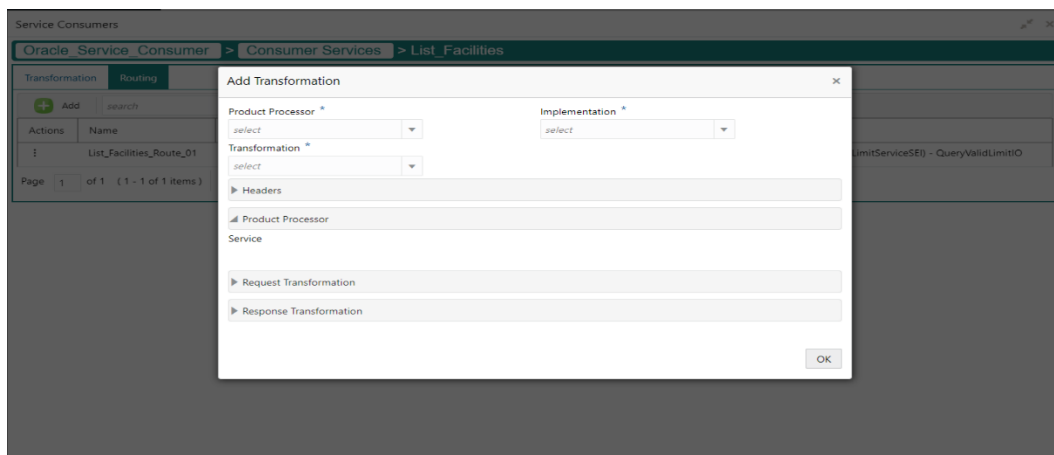 Service Consumers
Oracle_Service_Consumer > Consumer Services > List_Facilities
Transformation Routing
Add search
Actions Name
List_Facilities_Route_01 LimitServiceSEI) - QueryValidLimitIO
Page 1 of 1 ( 1 - 1 of 1 items )
Add Transformation
Product Processor * Implementation *
select select
Transformation *
select
Headers
Product Processor
Service
Request Transformation
Response Transformation
OK